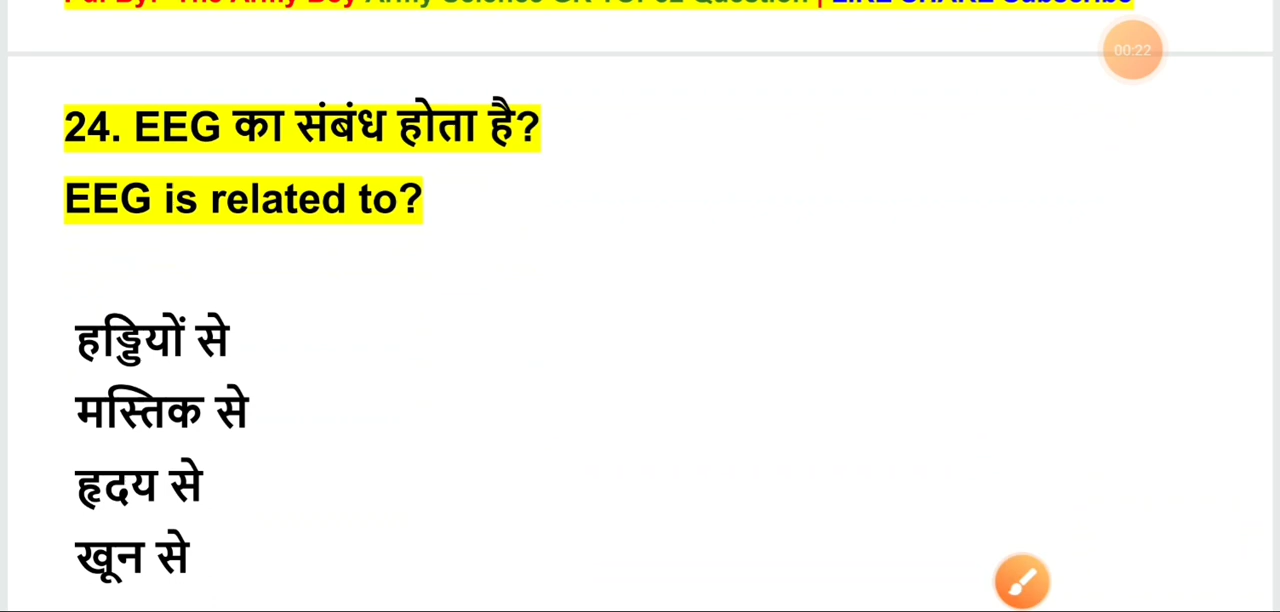 00:22
24. EEG का संबंध होता है?
EEG is related to?
हड्डियों से
मस्तिक से
हृदय से
खून से